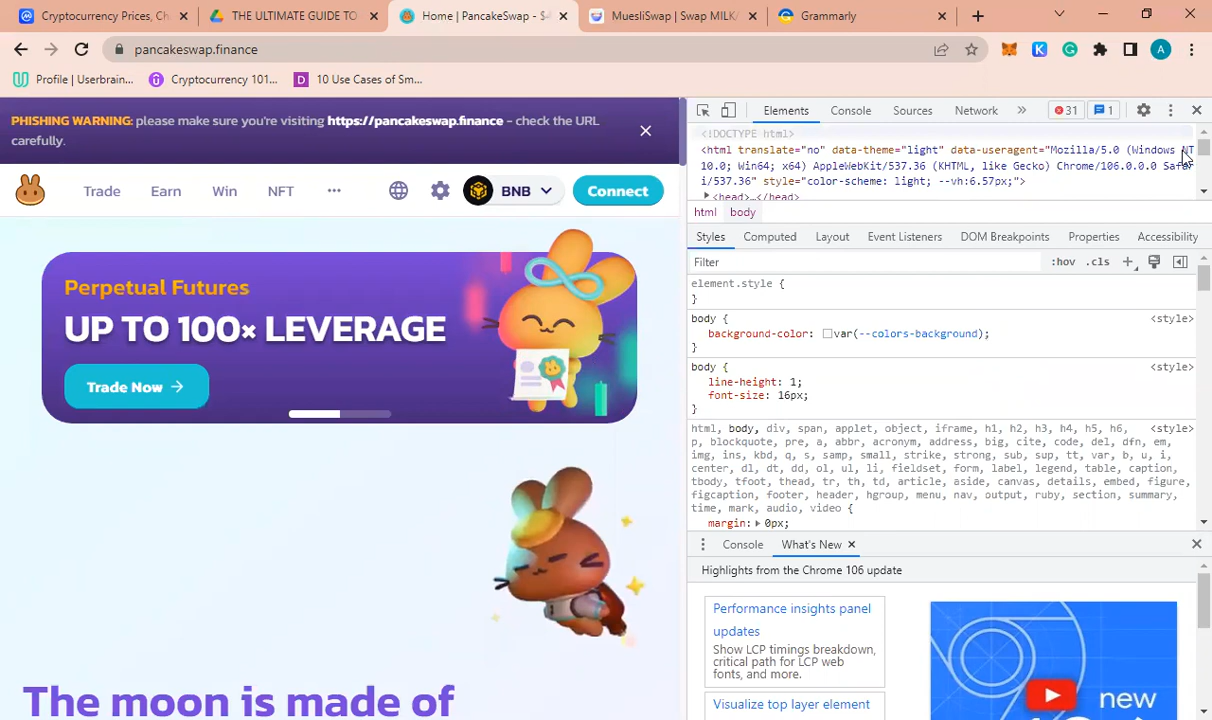 Cryptocurrency Prices, Ch
THE ULTIMATE GUIDE TO
Home | PancakeSwap - $4
MuesliSwap | Swap MILK/
Grammarly
pancakeswap.finance
Profile | Userbrain...
Cryptocurrency 101...
10 Use Cases of Sm...
PHISHING WARNING: please make sure you're visiting https://pancakeswap.finance - check the URL
carefully.
Trade
Earn
Win
NFT
BNB
Connect
Perpetual Futures
UP TO 100× LEVERAGE
Trade Now
The moon is made of
Elements
Console
Sources
Network
31
1
<!DOCTYPE html>
<html translate="no" data-theme="light" data-useragent="Mozilla/5.0 (Windows NT
10.0; Win64; x64) AppleWebKit/537.36 (KHTML, like Gecko) Chrome/106.0.0.0 Safar
i/537.36" style="color-scheme: light; --vh:6.57px;">
<head>…</head>
html
body
Styles
Computed
Layout
Event Listeners
DOM Breakpoints
Properties
Accessibility
Filter
:hov
.cls
element.style {
}
body {
<style>
background-color: var(--colors-background);
}
body {
<style>
line-height: 1;
font-size: 16px;
}
html, body, div, span, applet, object, iframe, h1, h2, h3, h4, h5, h6,
<style>
p, blockquote, pre, a, abbr, acronym, address, big, cite, code, del, dfn, em,
img, ins, kbd, q, s, samp, small, strike, strong, sub, sup, tt, var, b, u, i,
center, dl, dt, dd, ol, ul, li, fieldset, form, label, legend, table, caption,
tbody, tfoot, thead, tr, th, td, article, aside, canvas, details, embed, figure,
figcaption, footer, header, hgroup, menu, nav, output, ruby, section, summary,
time, mark, audio, video {
margin: 0px;
Console
What's New
Highlights from the Chrome 106 update
Performance insights panel
updates
Show LCP timings breakdown,
critical path for LCP web
fonts, and more.
Visualize top layer element
new